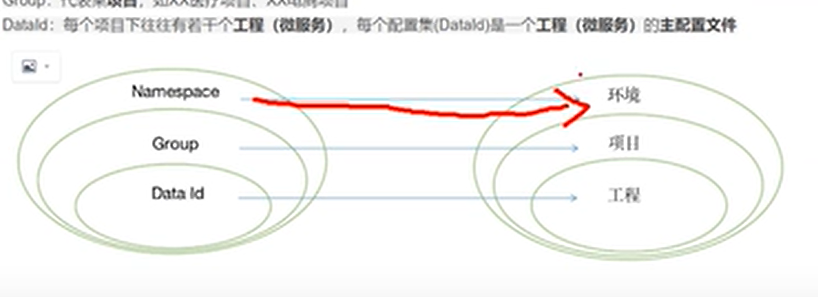 Group：代表某项目，如XX医疗项目、XX电商项目
DataId：每个项目下往往有若干个工程（微服务），每个配置集(DataId)是一个工程（微服务）的主配置文件
Namespace
环境
Group
项目
Data Id
工程